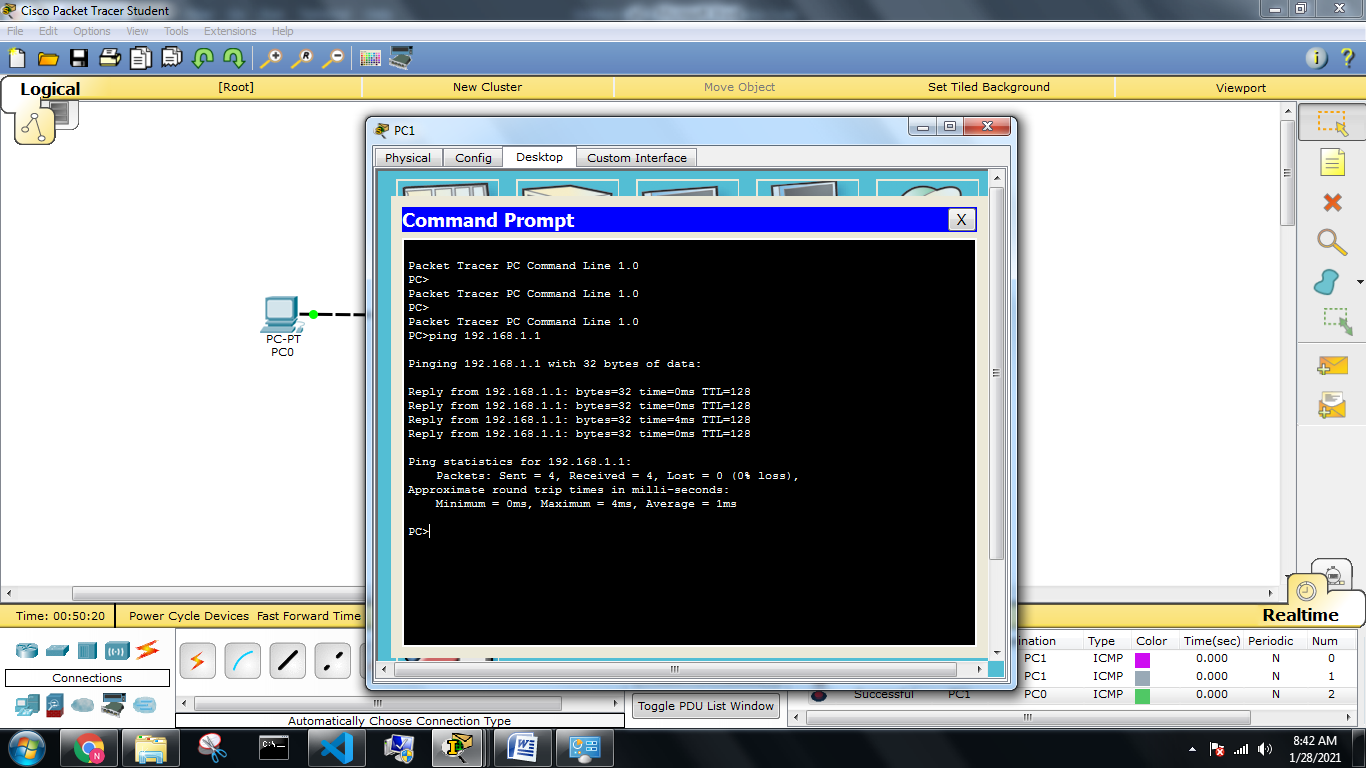 Cisco Packet Tracer Student
File Edit Options View Tools Extensions Help
Logical [Root] New Cluster Move Object Set Tiled Background Viewport
PC1
Physical Config Desktop Custom Interface
Command Prompt X
Packet Tracer PC Command Line 1.0
PC>
Packet Tracer PC Command Line 1.0
PC>
Packet Tracer PC Command Line 1.0
PC>ping 192.168.1.1
Pinging 192.168.1.1 with 32 bytes of data:
Reply from 192.168.1.1: bytes=32 time=0ms TTL=128
Reply from 192.168.1.1: bytes=32 time=0ms TTL=128
Reply from 192.168.1.1: bytes=32 time=4ms TTL=128
Reply from 192.168.1.1: bytes=32 time=0ms TTL=128
Ping statistics for 192.168.1.1:
Packets: Sent = 4, Received = 4, Lost = 0 (0% loss),
Approximate round trip times in milli-seconds:
Minimum = 0ms, Maximum = 4ms, Average = 1ms
PC>
PC-PT
PC0
Time: 00:50:20 Power Cycle Devices Fast Forward Time Realtime
Connections
Automatically Choose Connection Type
Toggle PDU List Window
ination Type Color Time(sec) Periodic Num
PC1 ICMP 0.000 N 0
PC1 ICMP 0.000 N 1
Successful PC1 PC0 ICMP 0.000 N 2
8:42 AM
1/28/2021